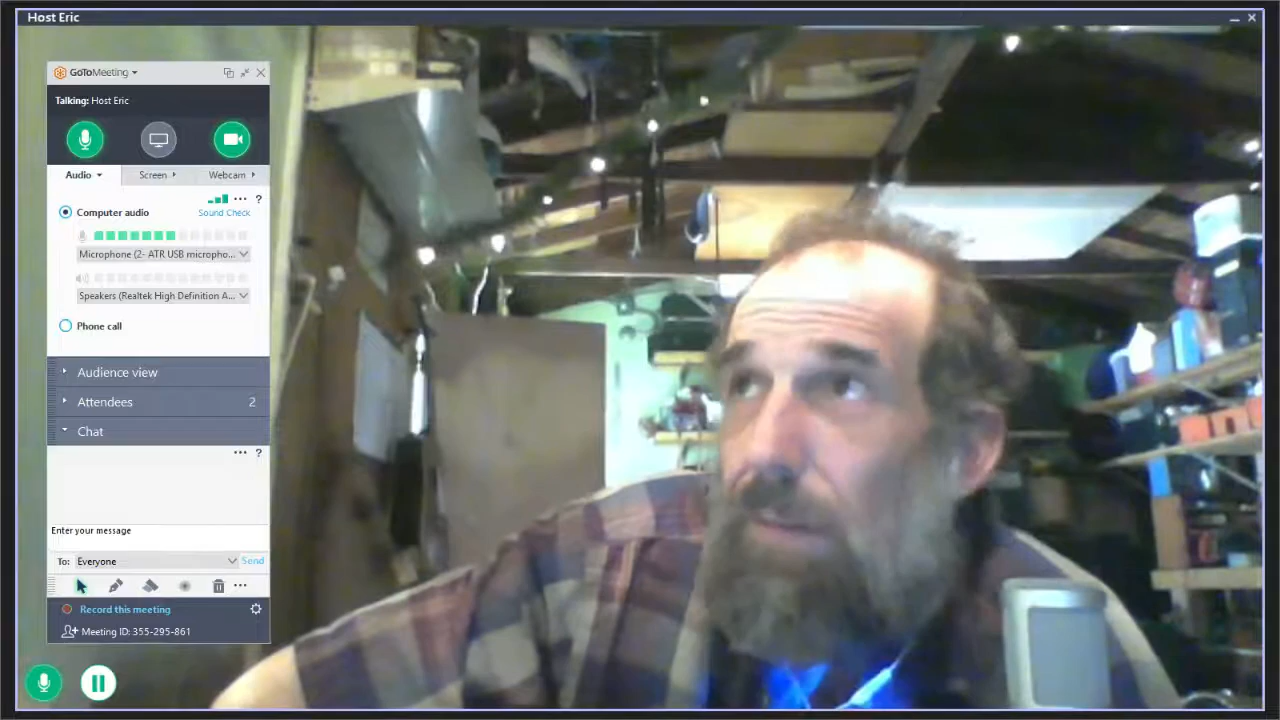 Host Eric
GoToMeeting
Talking: Host Eric
Audio
Screen
Webcam
?
Computer audio
Sound Check
Microphone (2- ATR USB micropho...
Speakers (Realtek High Definition A...
Phone call
Audience view
Attendees 2
Chat
?
Enter your message
To: Everyone
Send
Record this meeting
Meeting ID: 355-295-861